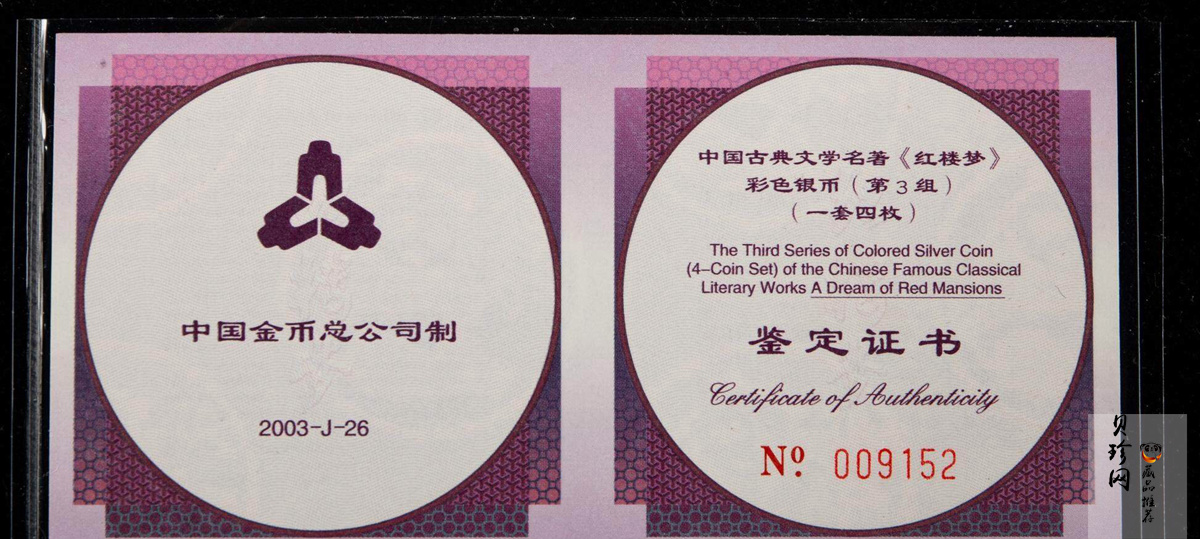 中国金币总公司制
2003-J-26
中国古典文学名著《红楼梦》
彩色银币(第3组)
(一套四枚)
The Third Series of Colored Silver Coin
(4-Coin Set) of the Chinese Famous Classical
Literary Works A Dream of Red Mansions
鉴定证书
Certificate of Authenticity
Nº 009152
贝珍网
藏品推荐